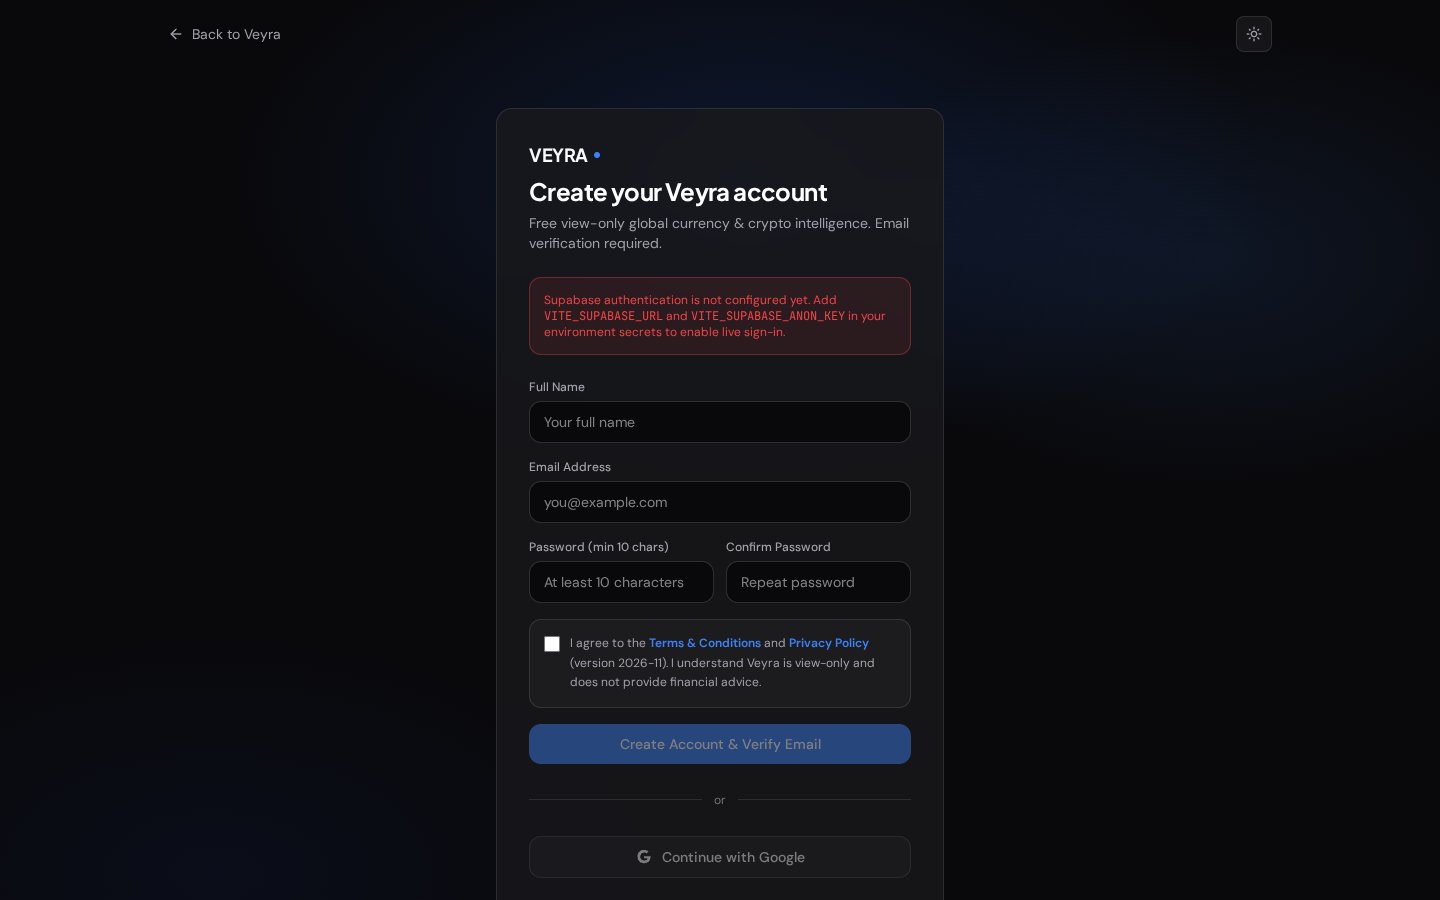 Back to Veyra
VEYRA
Create your Veyra account
Free view-only global currency & crypto intelligence. Email
verification required.
Supabase authentication is not configured yet. Add
VITE_SUPABASE_URL and VITE_SUPABASE_ANON_KEY in your
environment secrets to enable live sign-in.
Full Name
Your full name
Email Address
you@example.com
Password (min 10 chars) Confirm Password
At least 10 characters Repeat password
I agree to the Terms & Conditions and Privacy Policy
(version 2026-11). I understand Veyra is view-only and
does not provide financial advice.
Create Account & Verify Email
or
Continue with Google